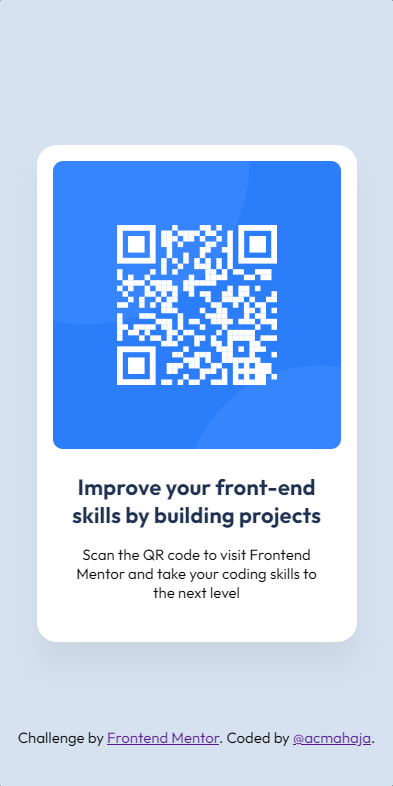 Improve your front-end
skills by building projects
Scan the QR code to visit Frontend
Mentor and take your coding skills to
the next level
Challenge by Frontend Mentor. Coded by @acmahaja.